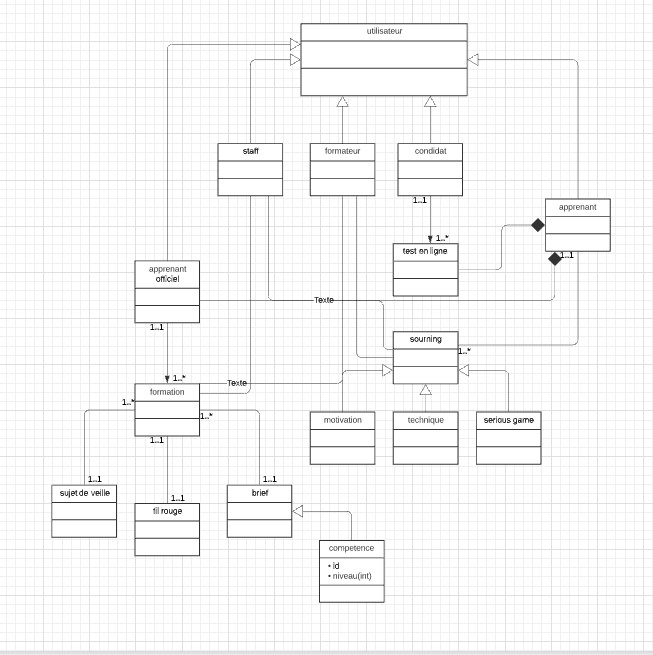 utilisateur
staff
formateur
candidat
1..1
apprenant
1..*
test en ligne
1..1
apprenant
officiel
Texte
1..1
sourning
1..*
1..*
Texte
formation
1..*
1..*
motivation
technique
serious game
1..1
1..1
1..1
sujet de veille
brief
1..1
fil rouge
competence
• id
• niveau(int)